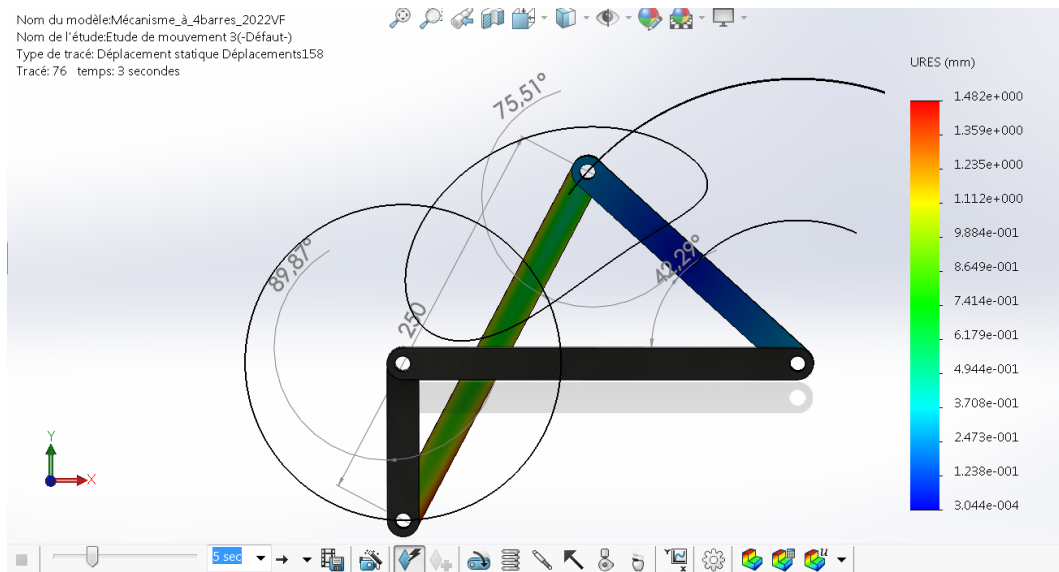 Nom du modèle:Mécanisme_à_4barres_2022VF
Nom de l'étude:Etude de mouvement 3(-Défaut-)
Type de tracé: Déplacement statique Déplacements158
Tracé: 76 temps: 3 secondes
URES (mm)
1.482e+000
1.359e+000
1.235e+000
1.112e+000
9.884e-001
8.649e-001
7.414e-001
6.179e-001
4.944e-001
3.708e-001
2.473e-001
1.238e-001
3.044e-004
75,51°
89,87°
42,29°
250
Y
X
5 sec